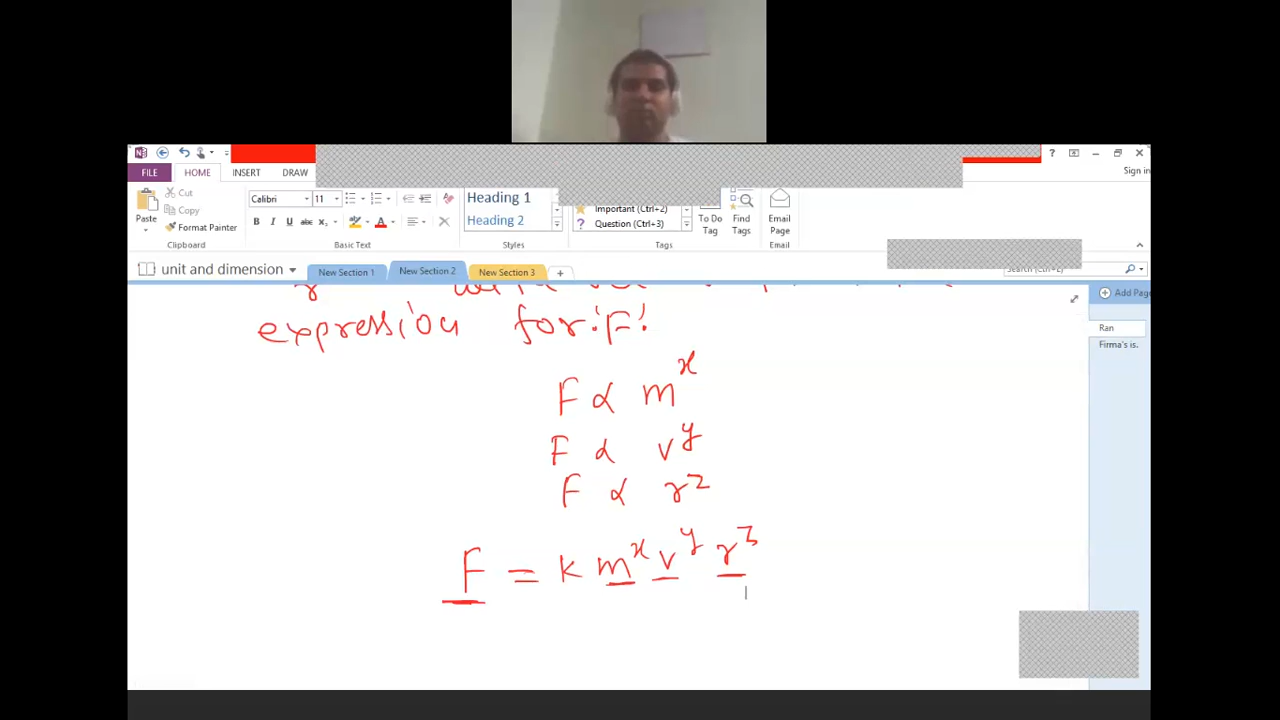 FILE HOME INSERT DRAW
Sign in
Paste
Cut
Copy
Format Painter
Clipboard
Calibri 11
B I U
Basic Text
Heading 1
Heading 2
Styles
Important (Ctrl+2)
Question (Ctrl+3)
Tags
To Do Tag
Find Tags
Email Page
Email
unit and dimension New Section 1 New Section 2 New Section 3
Add Pag
Ran
Firma's is.
expression for 'F'
F ∝ m^x
F ∝ v^y
F ∝ r^z
F = k m^x v^y r^z